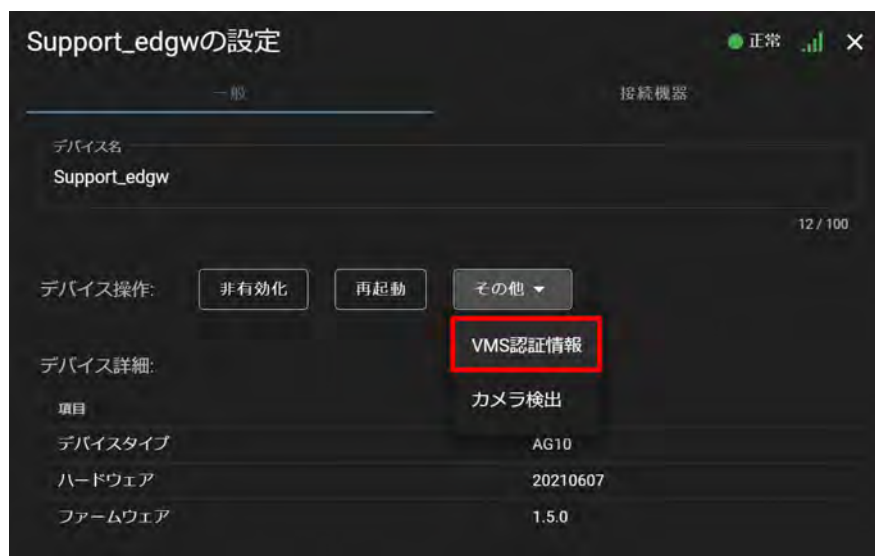 Support_edgwの設定
正常
一般
接続機器
デバイス名
Support_edgw
12 / 100
デバイス操作:
非有効化
再起動
その他
VMS認証情報
カメラ検出
デバイス詳細:
項目
デバイスタイプ
AG10
ハードウェア
20210607
ファームウェア
1.5.0